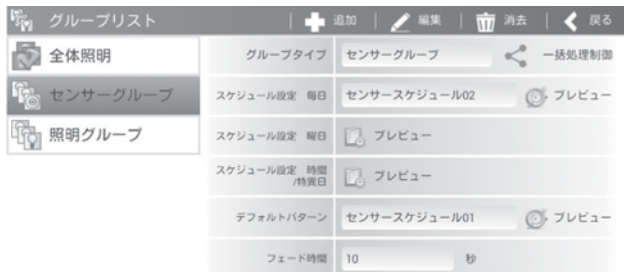 グループリスト 追加 編集 消去 戻る
全体照明
センサーグループ
照明グループ
グループタイプ センサーグループ 一括処理制御
スケジュール設定 毎日 センサースケジュール02 プレビュー
スケジュール設定 曜日 プレビュー
スケジュール設定 時間
/特異日 プレビュー
デフォルトパターン センサースケジュール01 プレビュー
フェード時間 10 秒